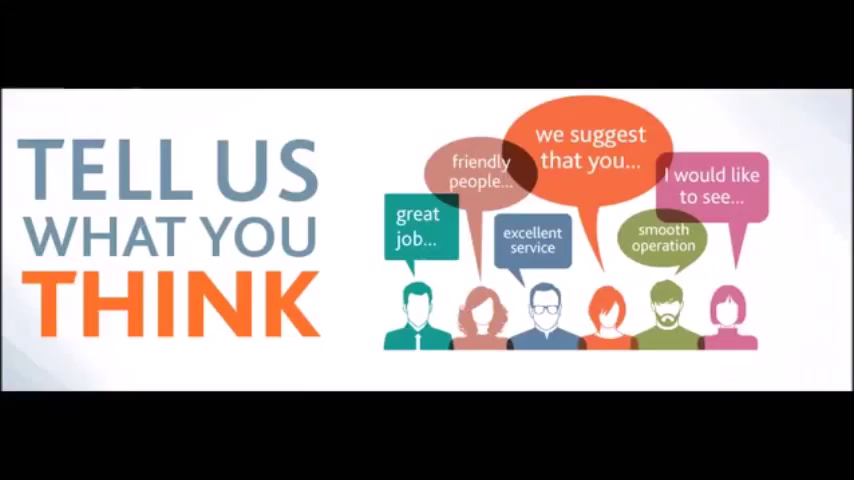 TELL US
WHAT YOU
THINK
great
job...
friendly
people...
excellent
service
we suggest
that you...
smooth
operation
I would like
to see...